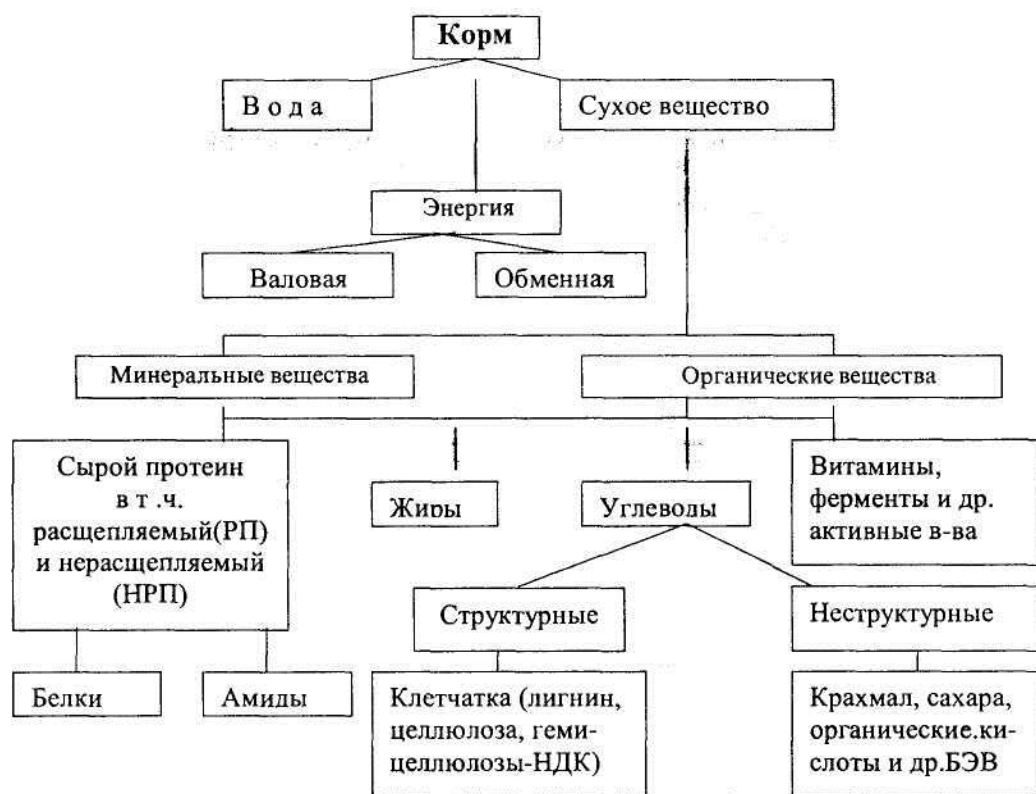 Корм
В о д а
Сухое вещество
Энергия
Валовая
Обменная
Минеральные вещества
Органические вещества
Сырой протеин
в т .ч.
расщепляемый(РП)
и нерасщепляемый
(НРП)
Жиры
Углеводы
Витамины,
ферменты и др.
активные в-ва
Структурные
Неструктурные
Белки
Амиды
Клетчатка (лигнин,
целлюлоза, геми-
целлюлозы-НДК)
Крахмал, сахара,
органические.ки-
слоты и др.БЭВ